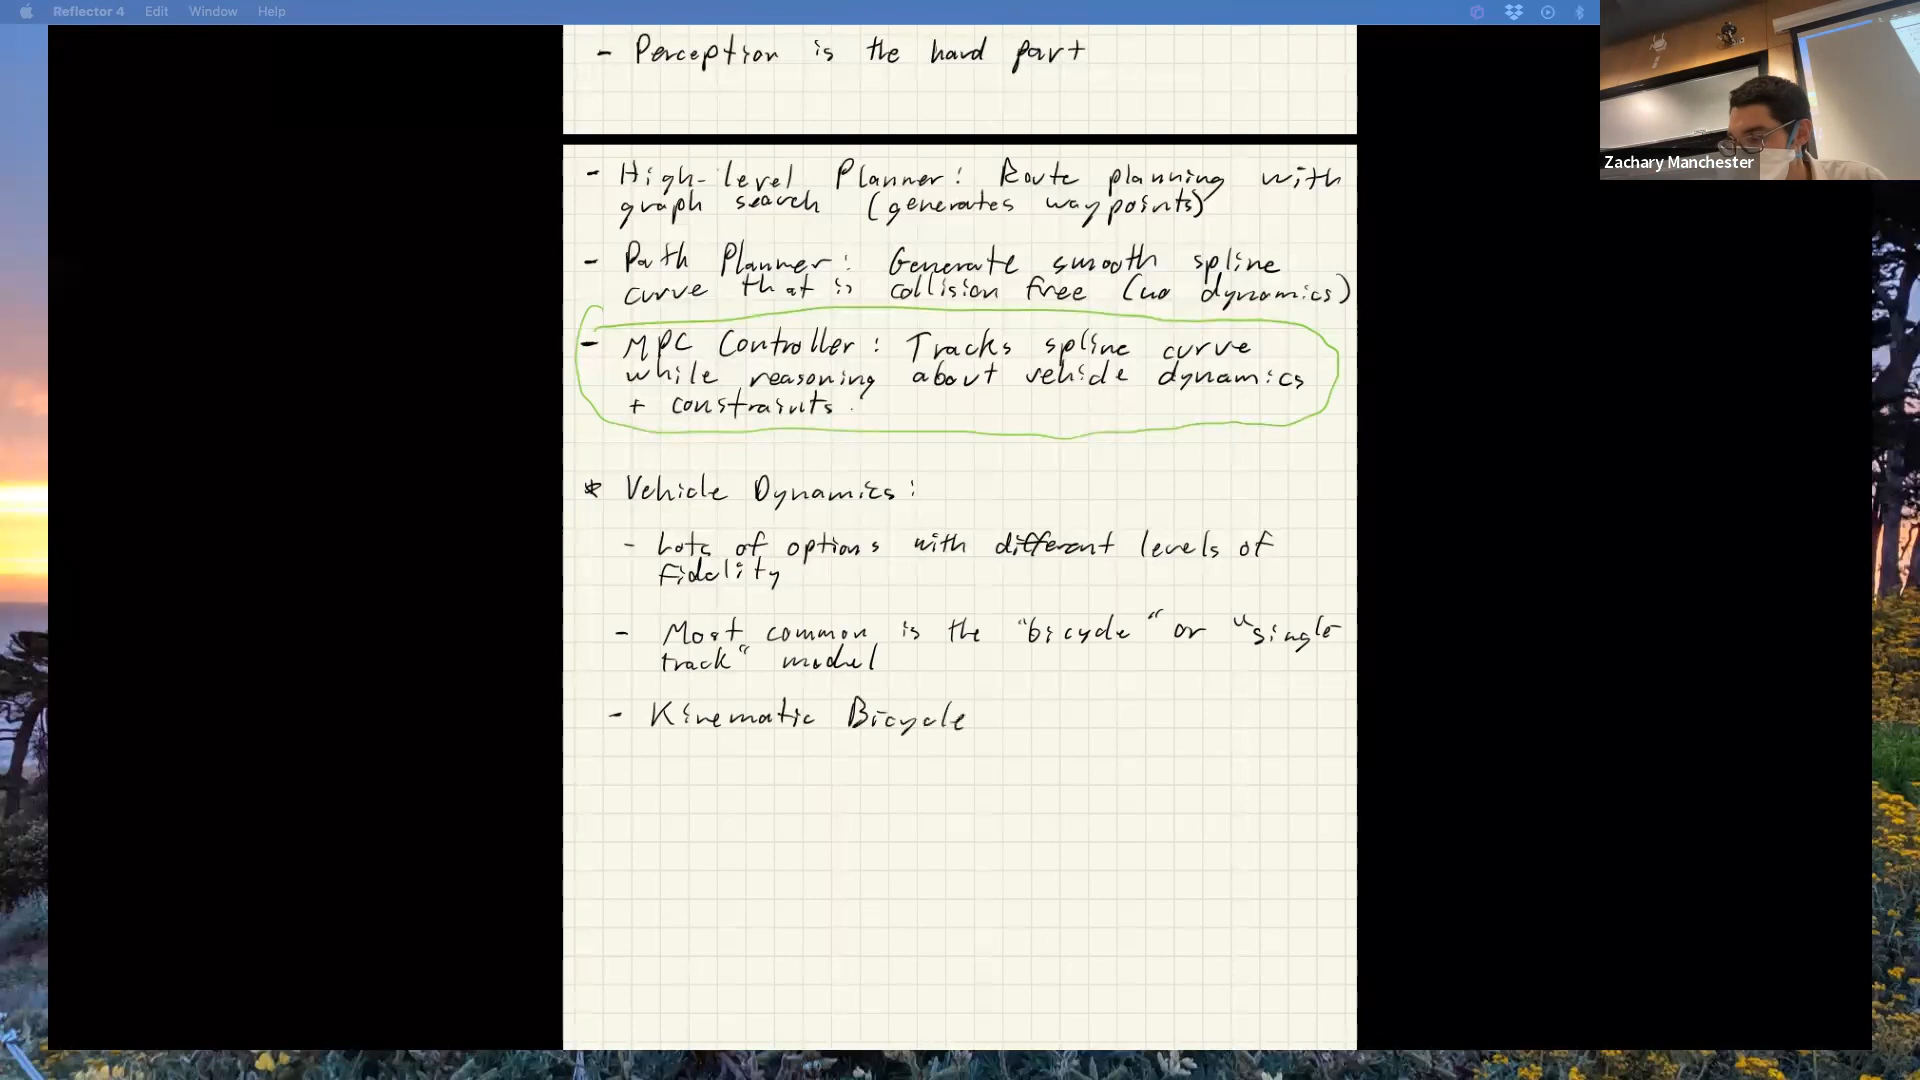 Reflector 4 Edit Window Help
Zachary Manchester
- Perception is the hard part
- High-level Planner: Route planning with
graph search (generates waypoints)
- Path Planner: Generate smooth spline
curve that is collision free (no dynamics)
- MPC Controller: Tracks spline curve
while reasoning about vehicle dynamics
+ constraints.
* Vehicle Dynamics:
- Lots of options with different levels of
fidelity
- Most common is the "bicycle" or "single
track" model
- Kinematic Bicycle